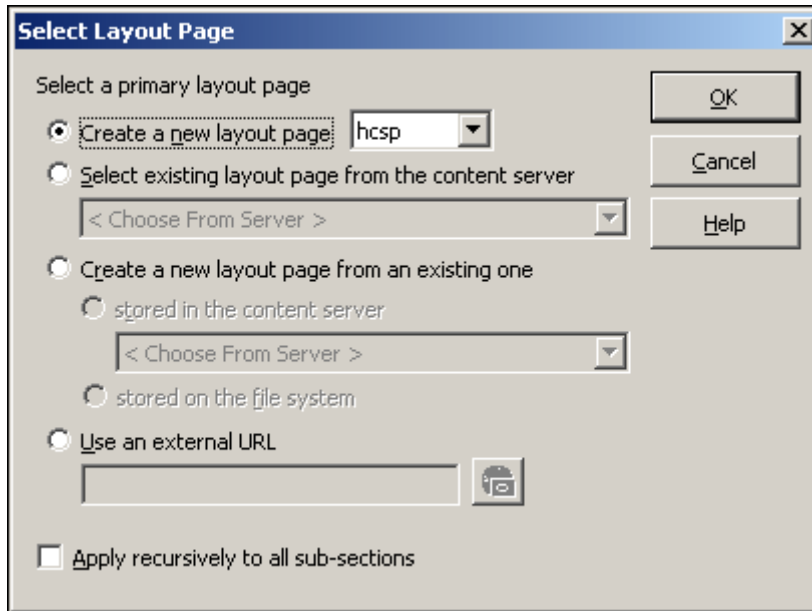 Select Layout Page
Select a primary layout page
Create a new layout page hcsp
Select existing layout page from the content server
< Choose From Server >
Create a new layout page from an existing one
stored in the content server
< Choose From Server >
stored on the file system
Use an external URL
Apply recursively to all sub-sections
OK
Cancel
Help